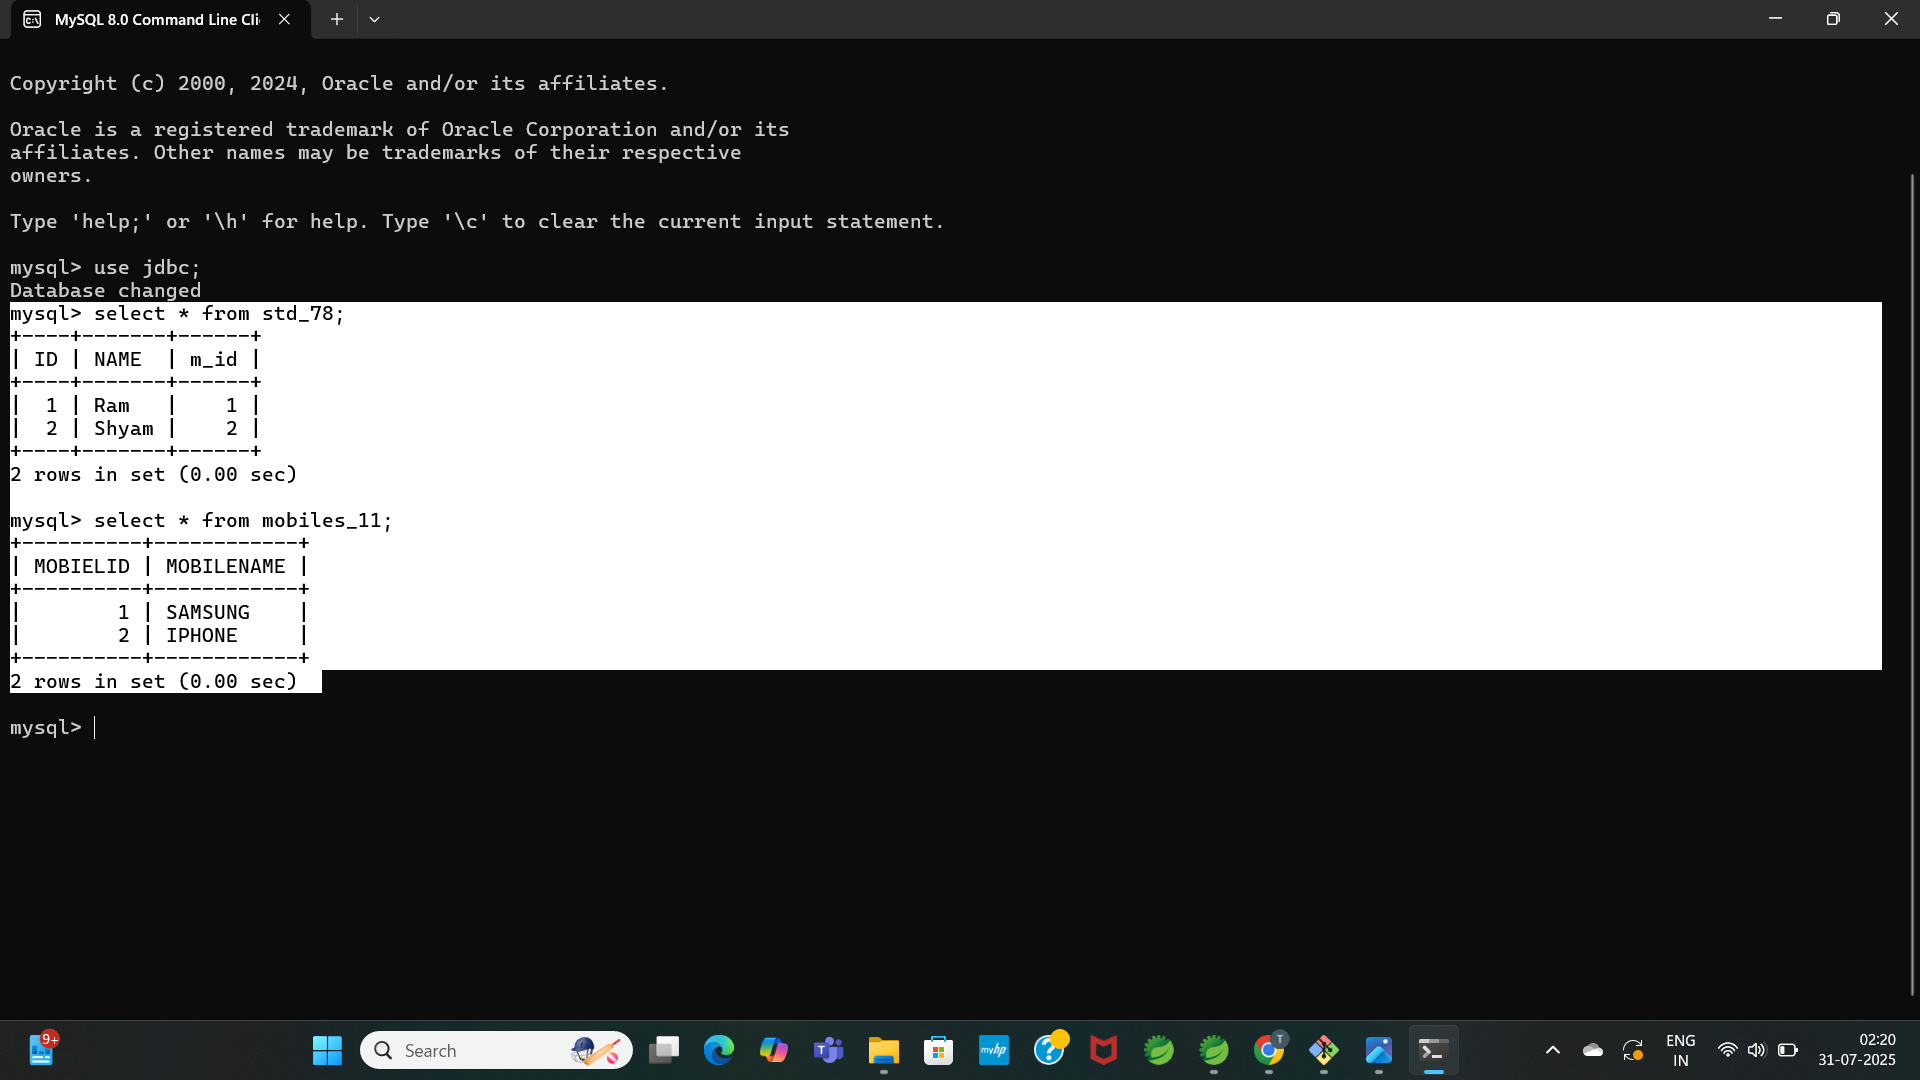 MySQL 8.0 Command Line Cli
Copyright (c) 2000, 2024, Oracle and/or its affiliates.
Oracle is a registered trademark of Oracle Corporation and/or its
affiliates. Other names may be trademarks of their respective
owners.
Type 'help;' or '\h' for help. Type '\c' to clear the current input statement.
mysql> use jdbc;
Database changed
mysql> select * from std_78;
+----+-------+------+
| ID | NAME  | m_id |
+----+-------+------+
|  1 | Ram   |    1 |
|  2 | Shyam |    2 |
+----+-------+------+
2 rows in set (0.00 sec)
mysql> select * from mobiles_11;
+----------+------------+
| MOBIELID | MOBILENAME |
+----------+------------+
|        1 | SAMSUNG    |
|        2 | IPHONE     |
+----------+------------+
2 rows in set (0.00 sec)
mysql>
9+
Search
T
myhp
?
T
ENG
IN
02:20
31-07-2025